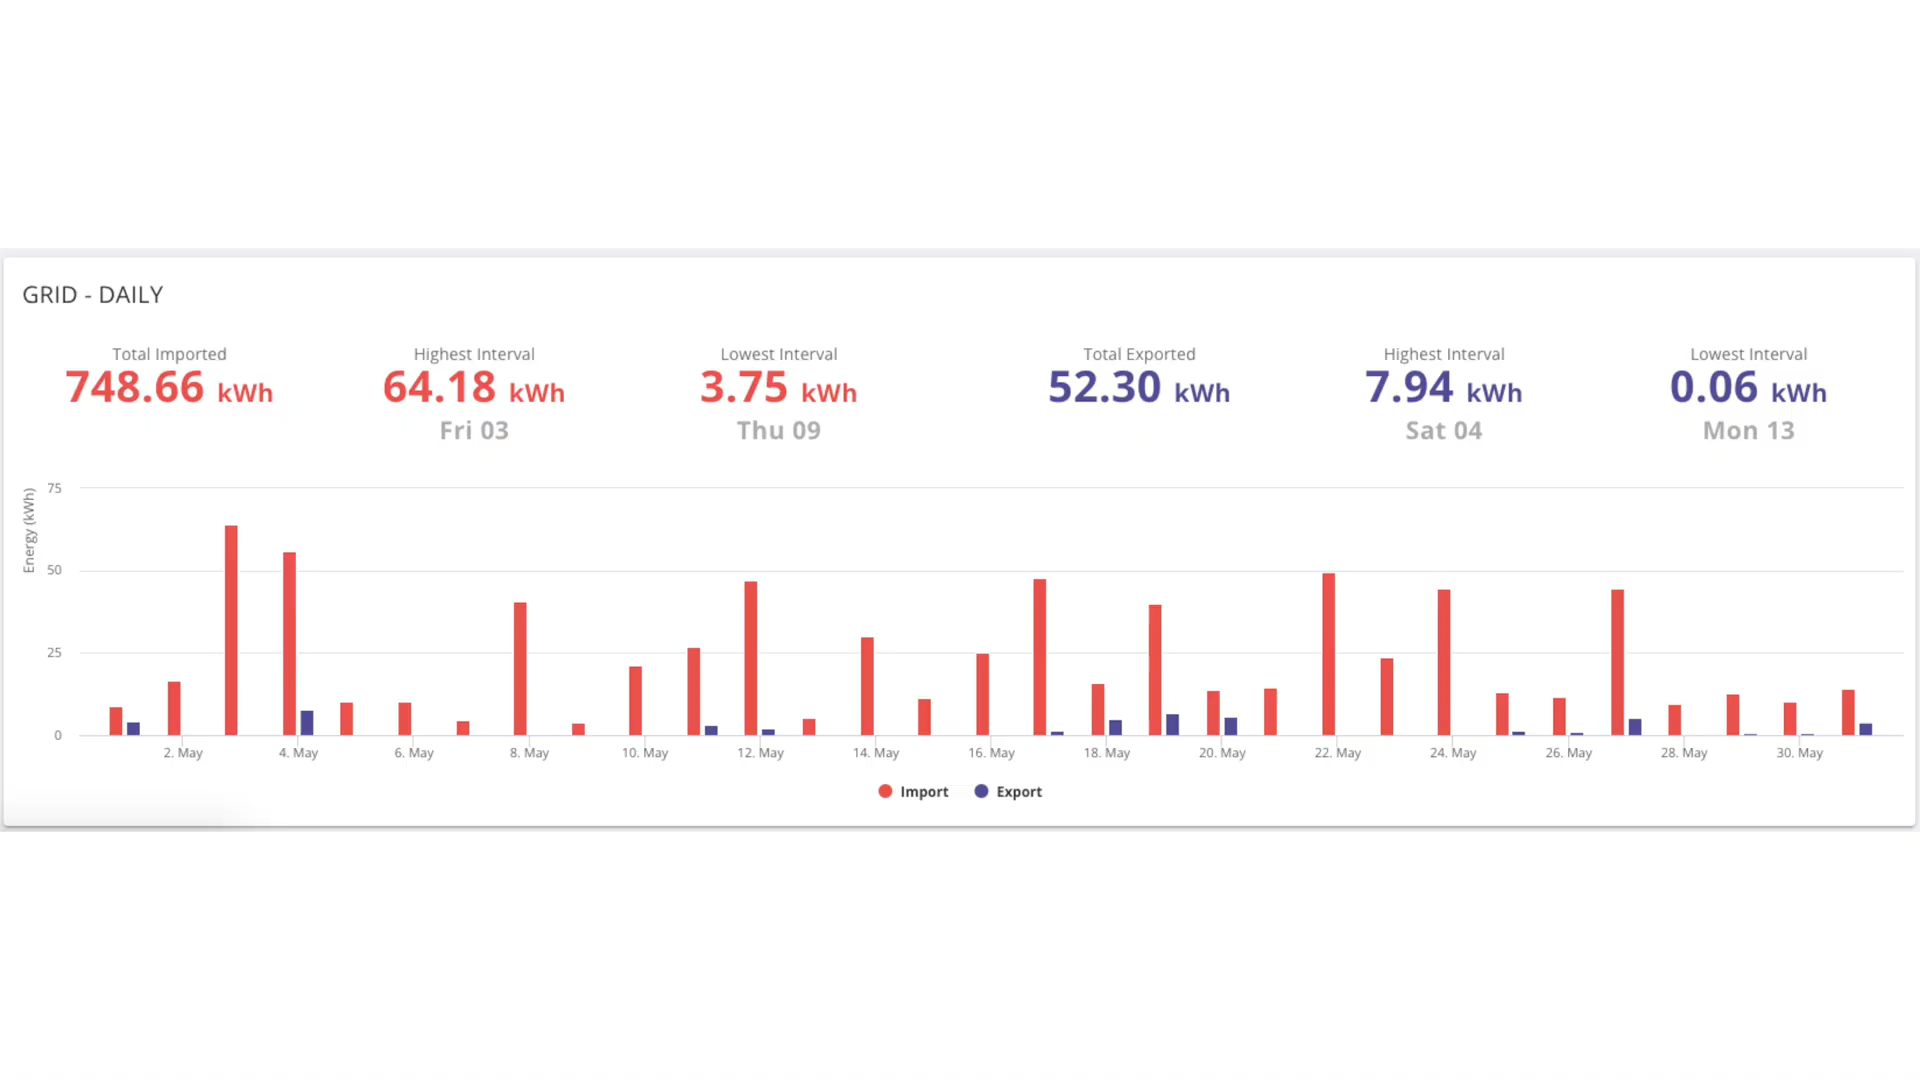 GRID - DAILY
Total Imported
748.66 kWh
Highest Interval
64.18 kWh
Fri 03
Lowest Interval
3.75 kWh
Thu 09
Total Exported
52.30 kWh
Highest Interval
7.94 kWh
Sat 04
Lowest Interval
0.06 kWh
Mon 13
Energy (kWh)
75
50
25
0
2. May
4. May
6. May
8. May
10. May
12. May
14. May
16. May
18. May
20. May
22. May
24. May
26. May
28. May
30. May
Import
Export